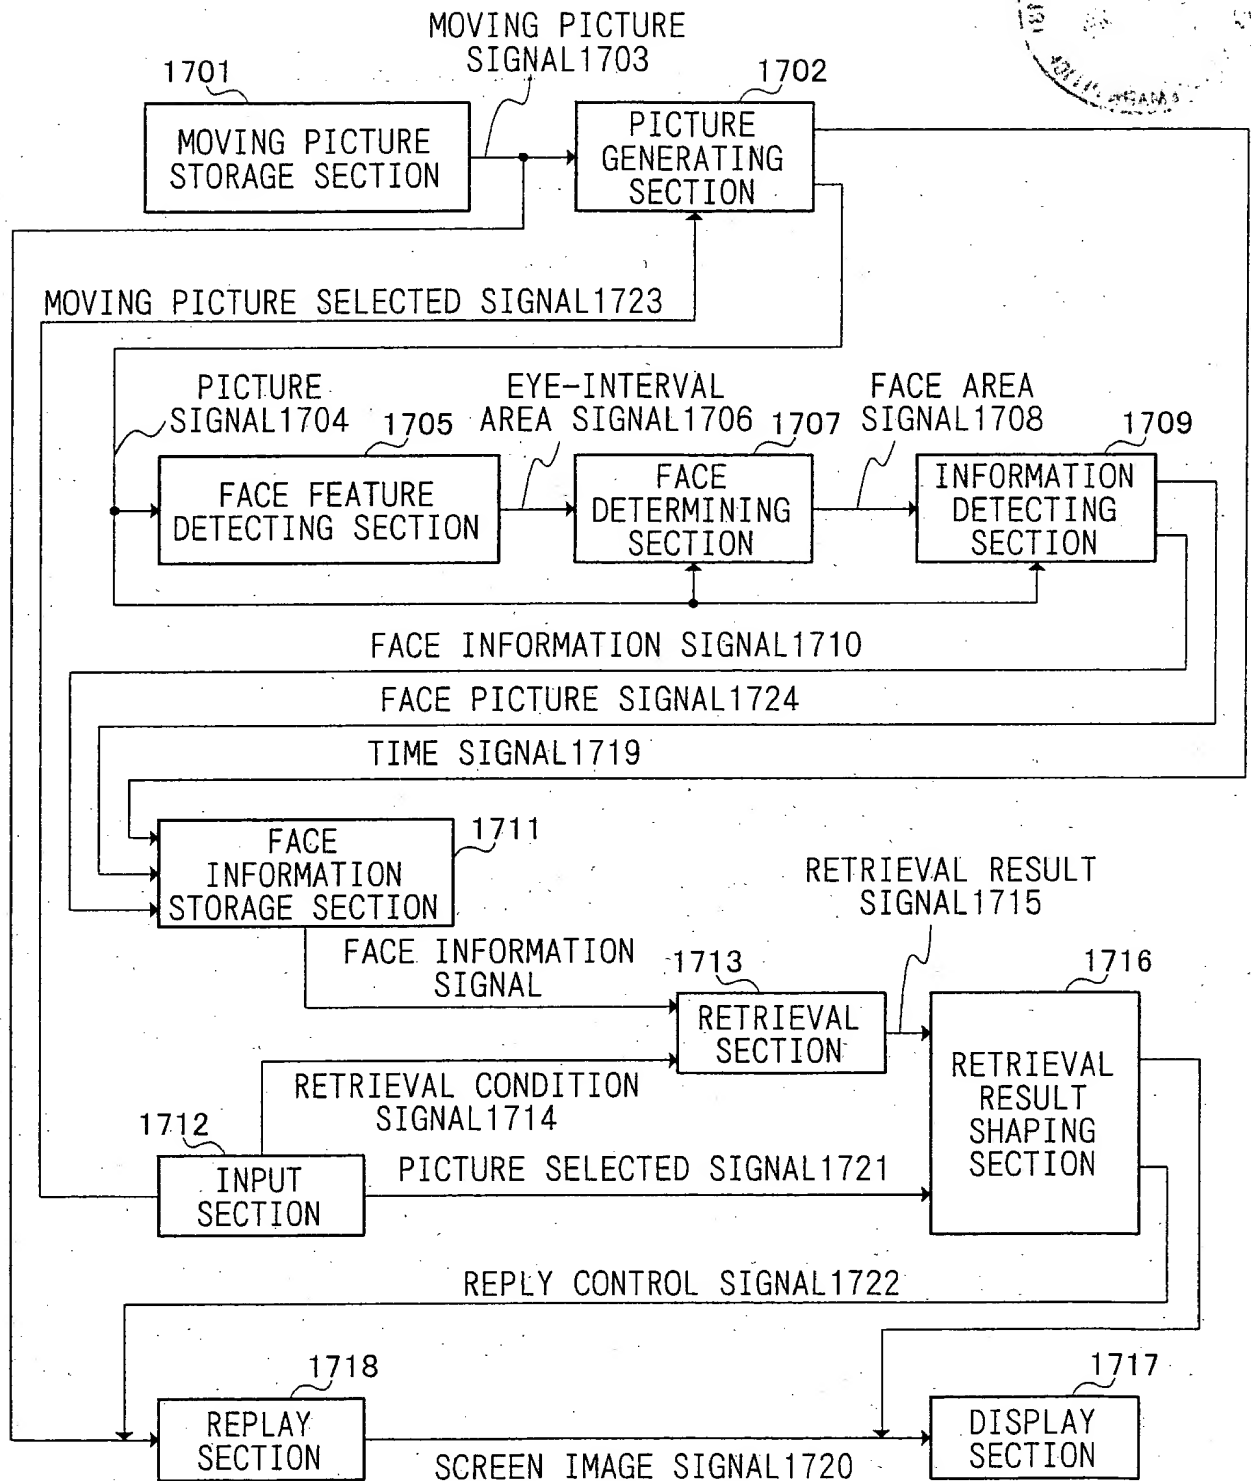 MOVING PICTURE
SIGNAL1703
1701
1702
MOVING PICTURE
STORAGE SECTION
PICTURE
GENERATING
SECTION
MOVING PICTURE SELECTED SIGNAL1723
PICTURE
SIGNAL1704
1705
EYE-INTERVAL
AREA SIGNAL1706
1707
FACE AREA
SIGNAL1708
1709
FACE FEATURE
DETECTING SECTION
FACE
DETERMINING
SECTION
INFORMATION
DETECTING
SECTION
FACE INFORMATION SIGNAL1710
FACE PICTURE SIGNAL1724
TIME SIGNAL1719
1711
FACE
INFORMATION
STORAGE SECTION
RETRIEVAL RESULT
SIGNAL1715
FACE INFORMATION
SIGNAL
1713
1716
RETRIEVAL
SECTION
RETRIEVAL
RESULT
SHAPING
SECTION
RETRIEVAL CONDITION
SIGNAL1714
1712
INPUT
SECTION
PICTURE SELECTED SIGNAL1721
REPLY CONTROL SIGNAL1722
1718
1717
REPLAY
SECTION
DISPLAY
SECTION
SCREEN IMAGE SIGNAL1720